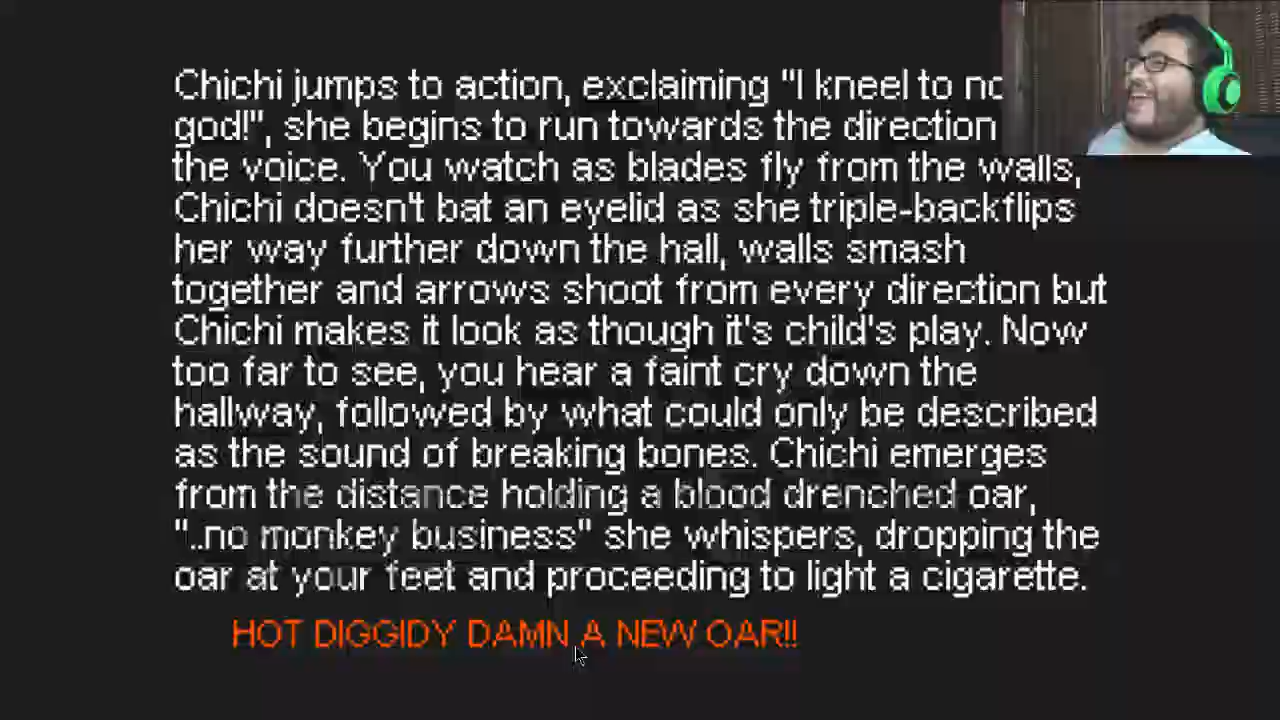 Chichi jumps to action, exclaiming "I kneel to no
god!", she begins to run towards the direction
the voice. You watch as blades fly from the walls,
Chichi doesn't bat an eyelid as she triple-backflips
her way further down the hall, walls smash
together and arrows shoot from every direction but
Chichi makes it look as though it's child's play. Now
too far to see, you hear a faint cry down the
hallway, followed by what could only be described
as the sound of breaking bones. Chichi emerges
from the distance holding a blood drenched oar,
"..no monkey business" she whispers, dropping the
oar at your feet and proceeding to light a cigarette.
HOT DIGGIDY DAMN A NEW OAR!!